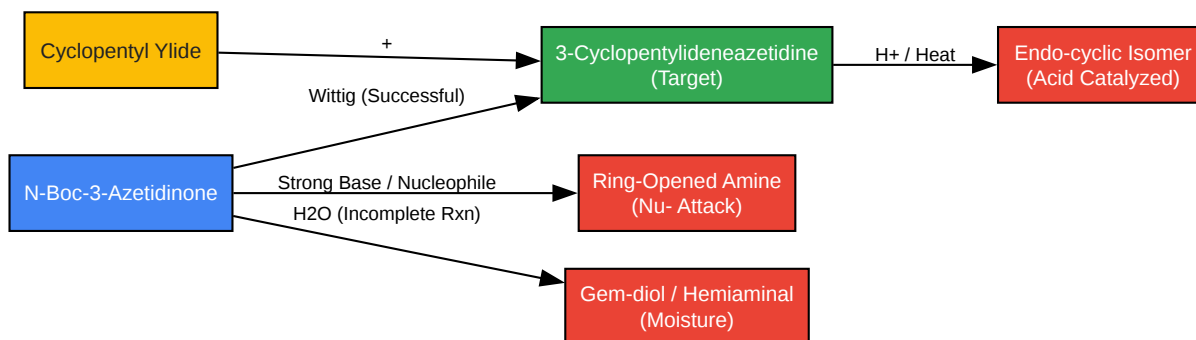 Cyclopentyl Ylide
+
3-Cyclopentylideneazetidine
(Target)
H+ / Heat
Endo-cyclic Isomer
(Acid Catalyzed)
Wittig (Successful)
N-Boc-3-Azetidinone
Strong Base / Nucleophile
Ring-Opened Amine
(Nu- Attack)
H2O (Incomplete Rxn)
Gem-diol / Hemiaminal
(Moisture)